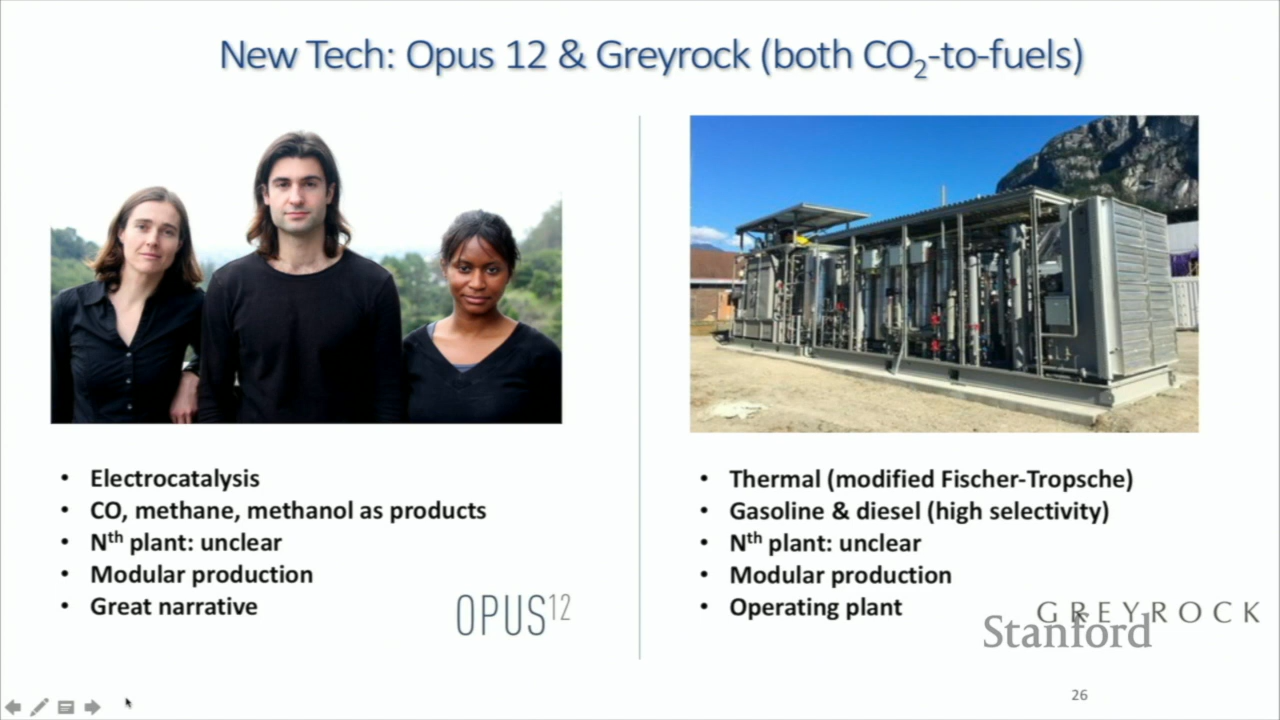 New Tech: Opus 12 & Greyrock (both CO₂-to-fuels)
• Electrocatalysis
• CO, methane, methanol as products
• Nᵗʰ plant: unclear
• Modular production
• Great narrative
OPUS¹²
• Thermal (modified Fischer-Tropsche)
• Gasoline & diesel (high selectivity)
• Nᵗʰ plant: unclear
• Modular production
• Operating plant
GREYROCK
Stanford
26